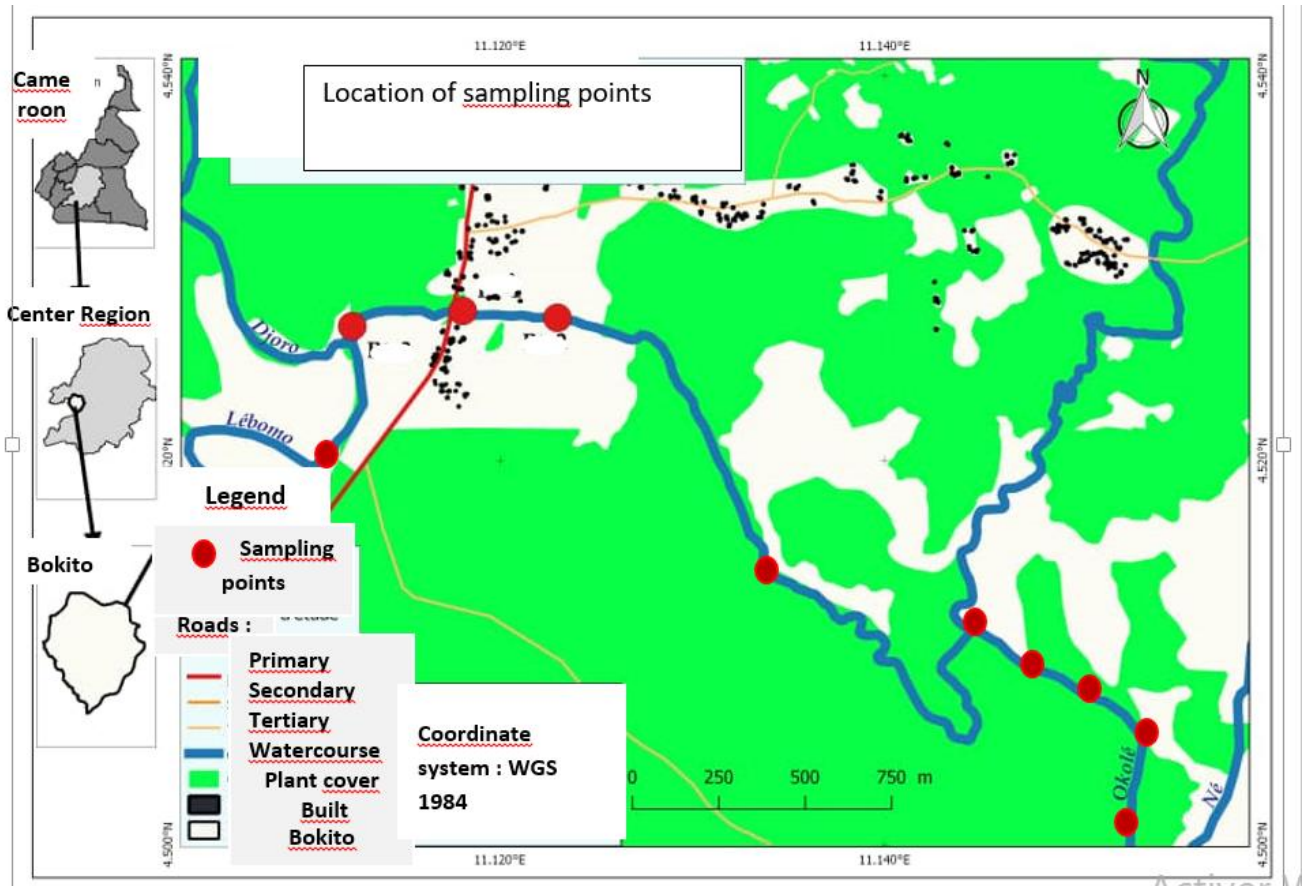 11.120°E
11.140°E
4.540°N
4.540°N
Came
roon
n
Location of sampling points
N
Center Region
Djoro
Lébomo
20°N
4.520°N
Legend
Sampling
points
Bokito
Roads :
d'étude
Primary
Secondary
Tertiary
Watercourse
Plant cover
Built
Bokito
Coordinate
system : WGS
1984
0 250 500 750 m
Okolé
Né
4.500°N
4.500°N
11.120°E
11.140°E